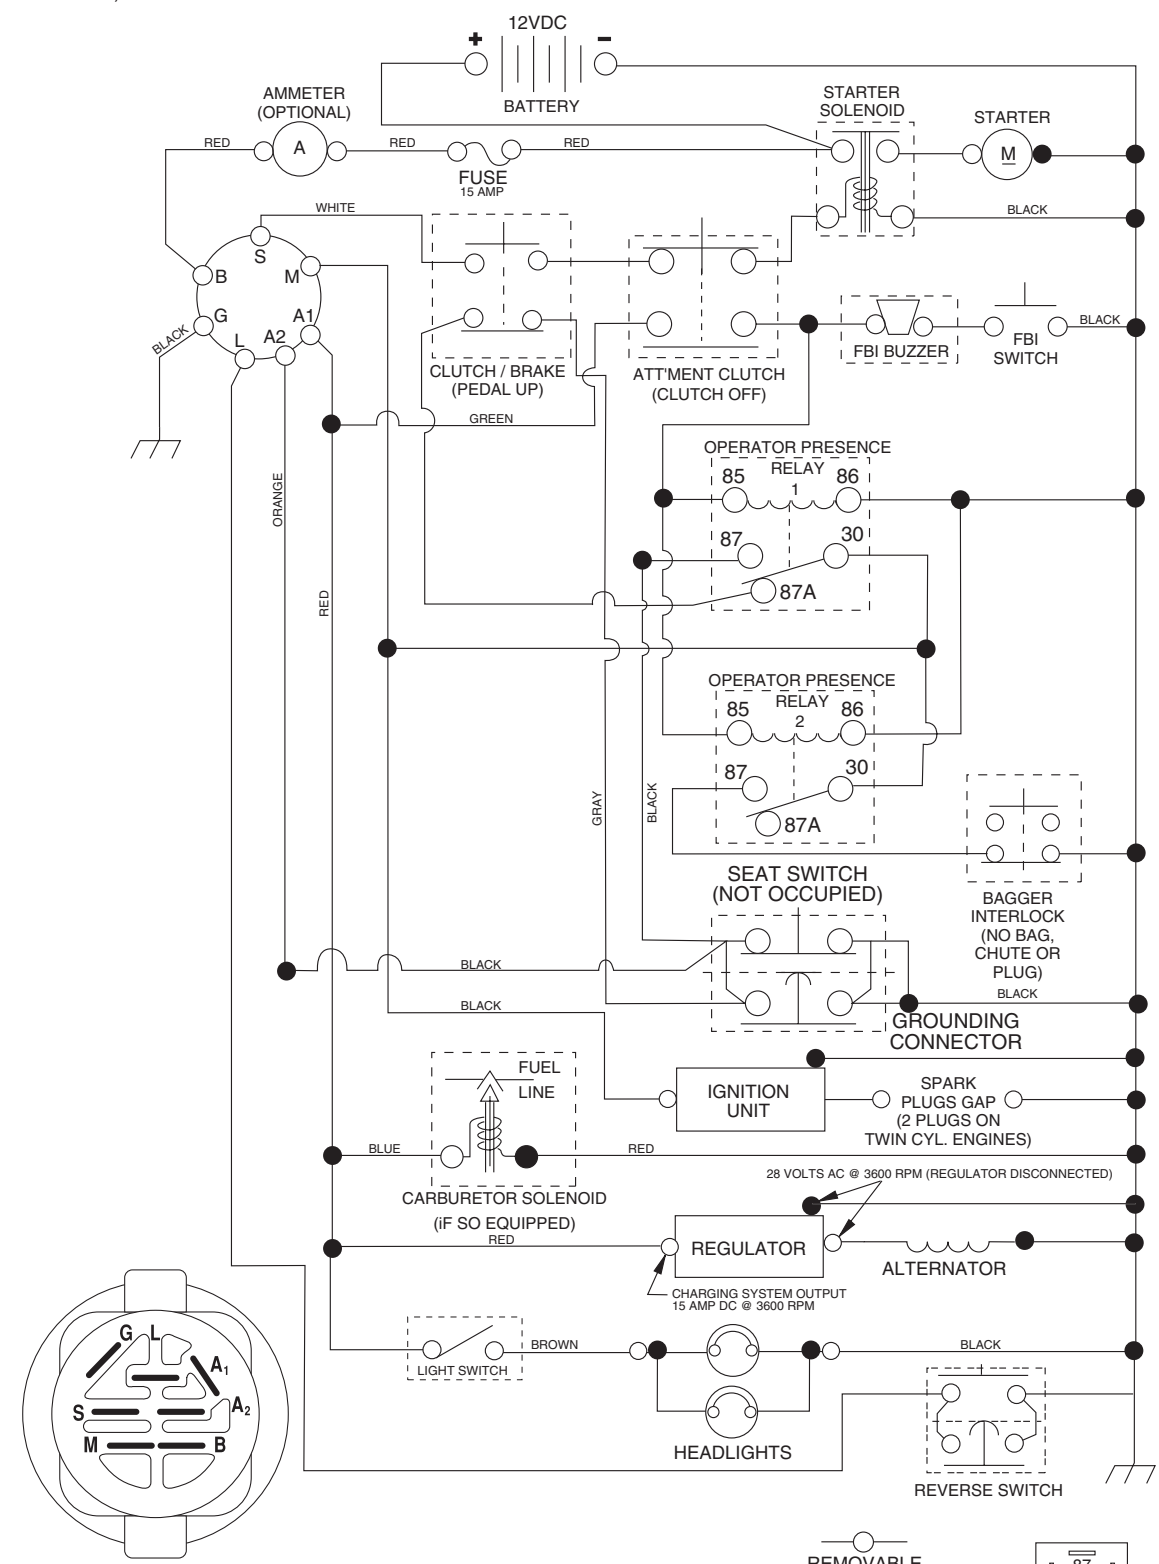 12VDC
+
−
BATTERY
AMMETER
(OPTIONAL)
STARTER
SOLENOID
STARTER
RED
A
RED
RED
M
FUSE
15 AMP
WHITE
BLACK
S
B
M
G
A1
L
A2
BLACK
FBI BUZZER
FBI
SWITCH
BLACK
CLUTCH / BRAKE
(PEDAL UP)
ATT'MENT CLUTCH
(CLUTCH OFF)
GREEN
OPERATOR PRESENCE
RELAY
1
85
86
ORANGE
87
30
87A
RED
OPERATOR PRESENCE
RELAY
2
85
86
87
30
87A
GRAY
BLACK
SEAT SWITCH
(NOT OCCUPIED)
BAGGER
INTERLOCK
(NO BAG,
CHUTE OR
PLUG)
BLACK
BLACK
BLACK
GROUNDING
CONNECTOR
FUEL
LINE
IGNITION
UNIT
SPARK
PLUGS GAP
(2 PLUGS ON
TWIN CYL. ENGINES)
BLUE
RED
CARBURETOR SOLENOID
(iF SO EQUIPPED)
28 VOLTS AC @ 3600 RPM (REGULATOR DISCONNECTED)
RED
REGULATOR
ALTERNATOR
CHARGING SYSTEM OUTPUT
15 AMP DC @ 3600 RPM
LIGHT SWITCH
BROWN
BLACK
HEADLIGHTS
REVERSE SWITCH
G
L
A1
S
A2
M
B
REMOVABLE
87